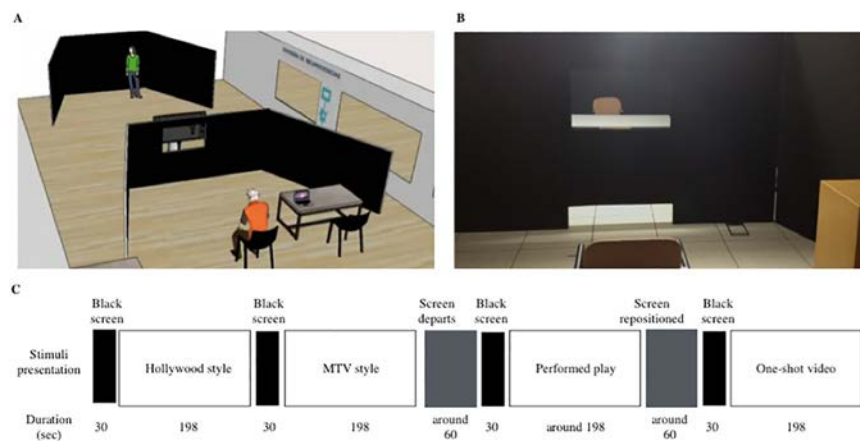 A
B
C
Black
screen
Black
screen
Screen
departs
Black
screen
Screen
repositioned
Black
screen
Stimuli
presentation
Hollywood style
MTV style
Performed play
One-shot video
Duration
(sec)
30
198
30
198
around
60
30
around 198
around
60
30
198